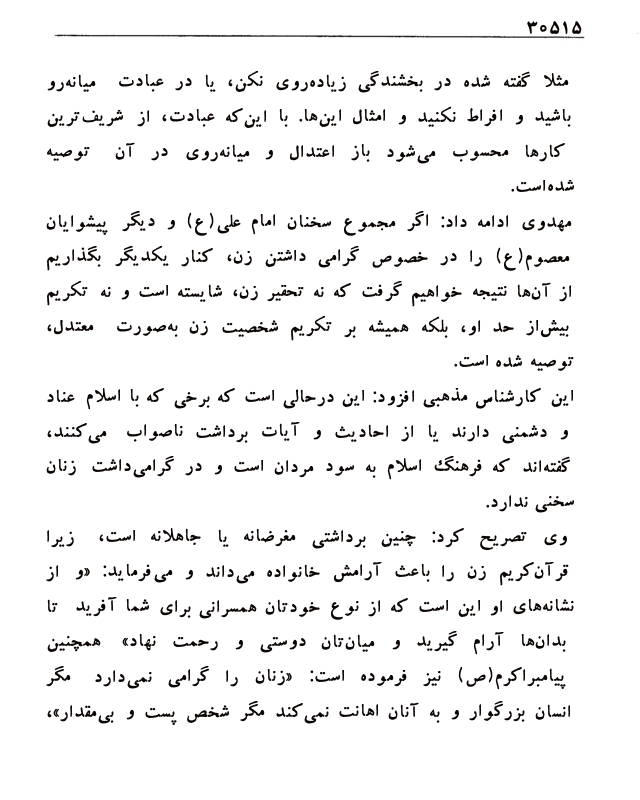 ۳۰۵۱۵
مثلا گفته شده در بخشندگی زیاده‌روی نکن، یا در عبادت میانه‌رو
باشید و افراط نکنید و امثال این‌ها. با این‌که عبادت، از شریف‌ترین
کارها محسوب می‌شود باز اعتدال و میانه‌روی در آن توصیه
شده‌است.
مهدوی ادامه داد: اگر مجموع سخنان امام علی(ع) و دیگر پیشوایان
معصوم(ع) را در خصوص گرامی داشتن زن، کنار یکدیگر بگذاریم
از آن‌ها نتیجه خواهیم گرفت که نه تحقیر زن، شایسته است و نه تکریم
بیش‌از حد او، بلکه همیشه بر تکریم شخصیت زن به‌صورت معتدل،
توصیه شده است.
این کارشناس مذهبی افزود: این درحالی است که برخی که با اسلام عناد
و دشمنی دارند یا از احادیث و آیات برداشت ناصواب می‌کنند،
گفته‌اند که فرهنگ اسلام به سود مردان است و در گرامی‌داشت زنان
سخنی ندارد.
وی تصریح کرد: چنین برداشتی مغرضانه یا جاهلانه است، زیرا
قرآن‌کریم زن را باعث آرامش خانواده می‌داند و می‌فرماید: «و از
نشانه‌های او این است که از نوع خودتان همسرانی برای شما آفرید تا
بدان‌ها آرام گیرید و میان‌تان دوستی و رحمت نهاد» همچنین
پیامبراکرم(ص) نیز فرموده است: «زنان را گرامی نمی‌دارد مگر
انسان بزرگوار و به آنان اهانت نمی‌کند مگر شخص پست و بی‌مقدار»،